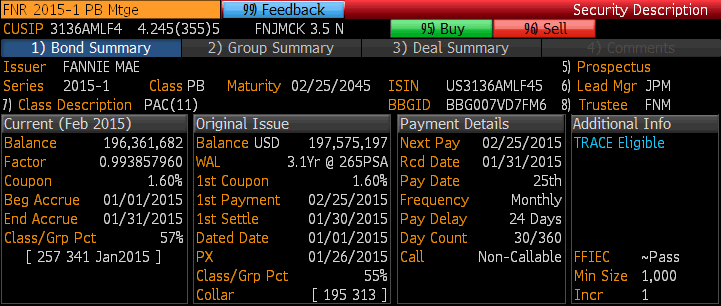 FNR 2015-1 PB Mtge 99) Feedback Security Description
CUSIP 3136AMLF4 4.245(355)5 FNJMCK 3.5 N 95) Buy 96) Sell
1) Bond Summary 2) Group Summary 3) Deal Summary 4) Comments
Issuer FANNIE MAE 5) Prospectus
Series 2015-1 Class PB Maturity 02/25/2045 ISIN US3136AMLF45 6) Lead Mgr JPM
7) Class Description PAC(11) BBGID BBG007VD7FM6 8) Trustee FNM
Current (Feb 2015) Original Issue Payment Details Additional Info
Balance 196,361,682 Balance USD 197,575,197 Next Pay 02/25/2015 TRACE Eligible
Factor 0.993857960 WAL 3.1Yr @ 265PSA Rcd Date 01/31/2015
Coupon 1.60% 1st Coupon 1.60% Pay Date 25th
Beg Accrue 01/01/2015 1st Payment 02/25/2015 Frequency Monthly
End Accrue 01/31/2015 1st Settle 01/30/2015 Pay Delay 24 Days
Class/Grp Pct 57% Dated Date 01/01/2015 Day Count 30/360
[ 257 341 Jan2015 ] PX 01/26/2015 Call Non-Callable FFIEC ~Pass
Class/Grp Pct 55% Min Size 1,000
Collar [ 195 313 ] Incr 1